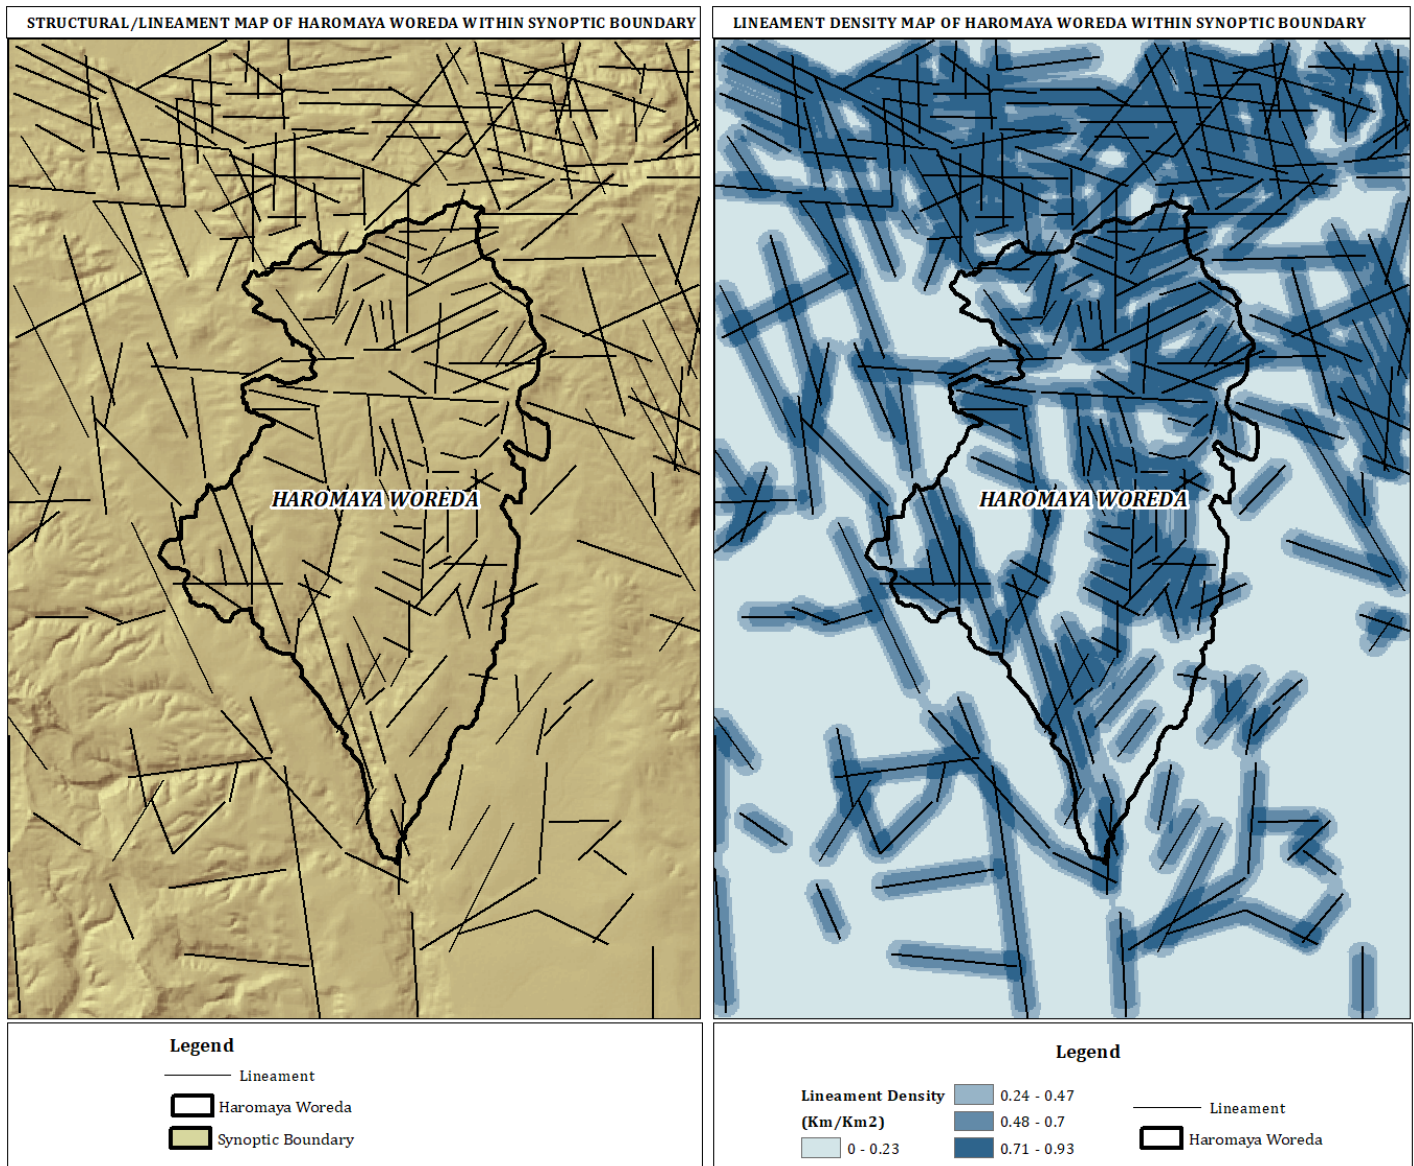 STRUCTURAL/LINEAMENT MAP OF HAROMAYA WOREDA WITHIN SYNOPTIC BOUNDARY
HAROMAYA WOREDA
Legend
Lineament
Haromaya Woreda
Synoptic Boundary
LINEAMENT DENSITY MAP OF HAROMAYA WOREDA WITHIN SYNOPTIC BOUNDARY
HAROMAYA WOREDA
Legend
Lineament Density
(Km/Km2)
0 - 0.23
0.24 - 0.47
0.48 - 0.7
0.71 - 0.93
Lineament
Haromaya Woreda